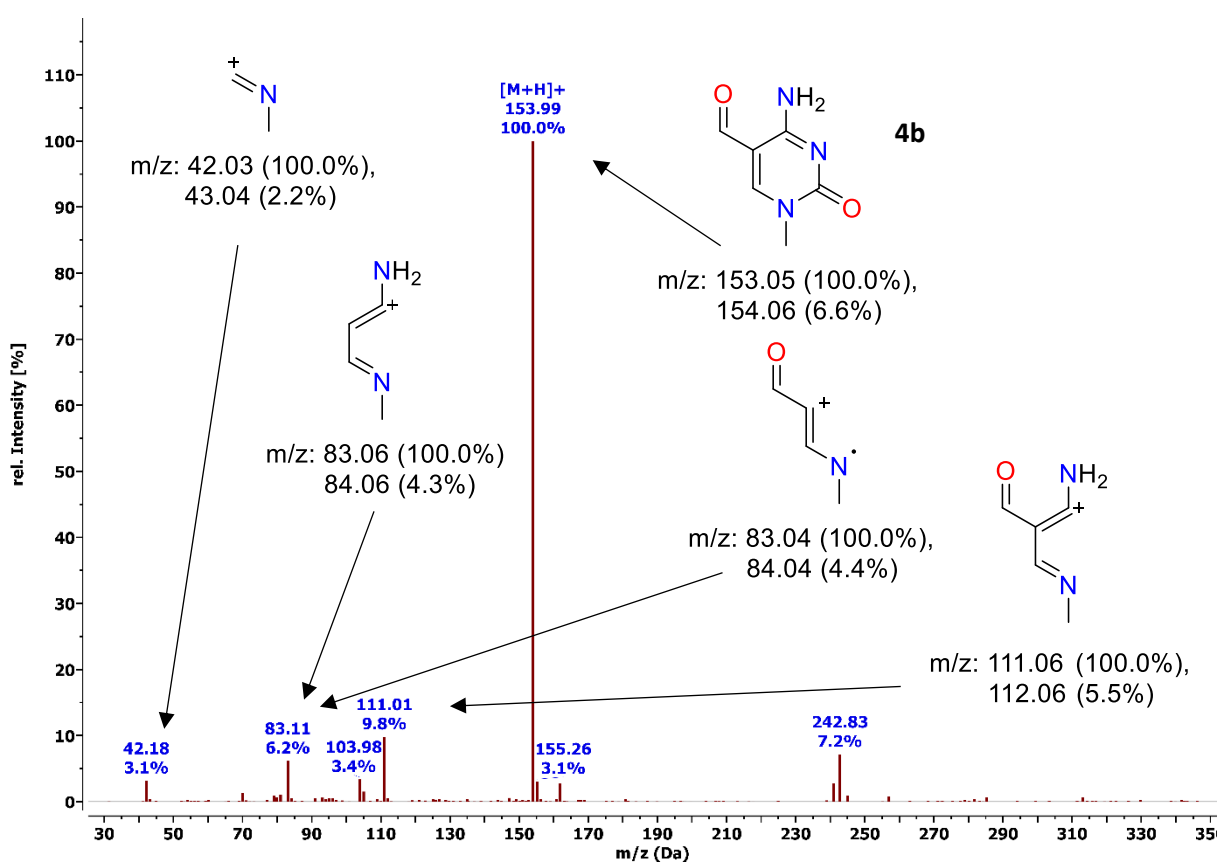 rel. Intensity [%]
110
100
90
80
70
60
50
40
30
20
10
0
+
N
m/z: 42.03 (100.0%),
43.04 (2.2%)
[M+H]+
153.99
100.0%
O
NH2
4b
N
N
O
m/z: 153.05 (100.0%),
154.06 (6.6%)
NH2
+
N
m/z: 83.06 (100.0%)
84.06 (4.3%)
O
+
N·
m/z: 83.04 (100.0%),
84.04 (4.4%)
O
NH2
+
N
m/z: 111.06 (100.0%),
112.06 (5.5%)
42.18
3.1%
83.11
6.2%
103.98
3.4%
111.01
9.8%
155.26
3.1%
242.83
7.2%
30 50 70 90 110 130 150 170 190 210 230 250 270 290 310 330
m/z (Da)